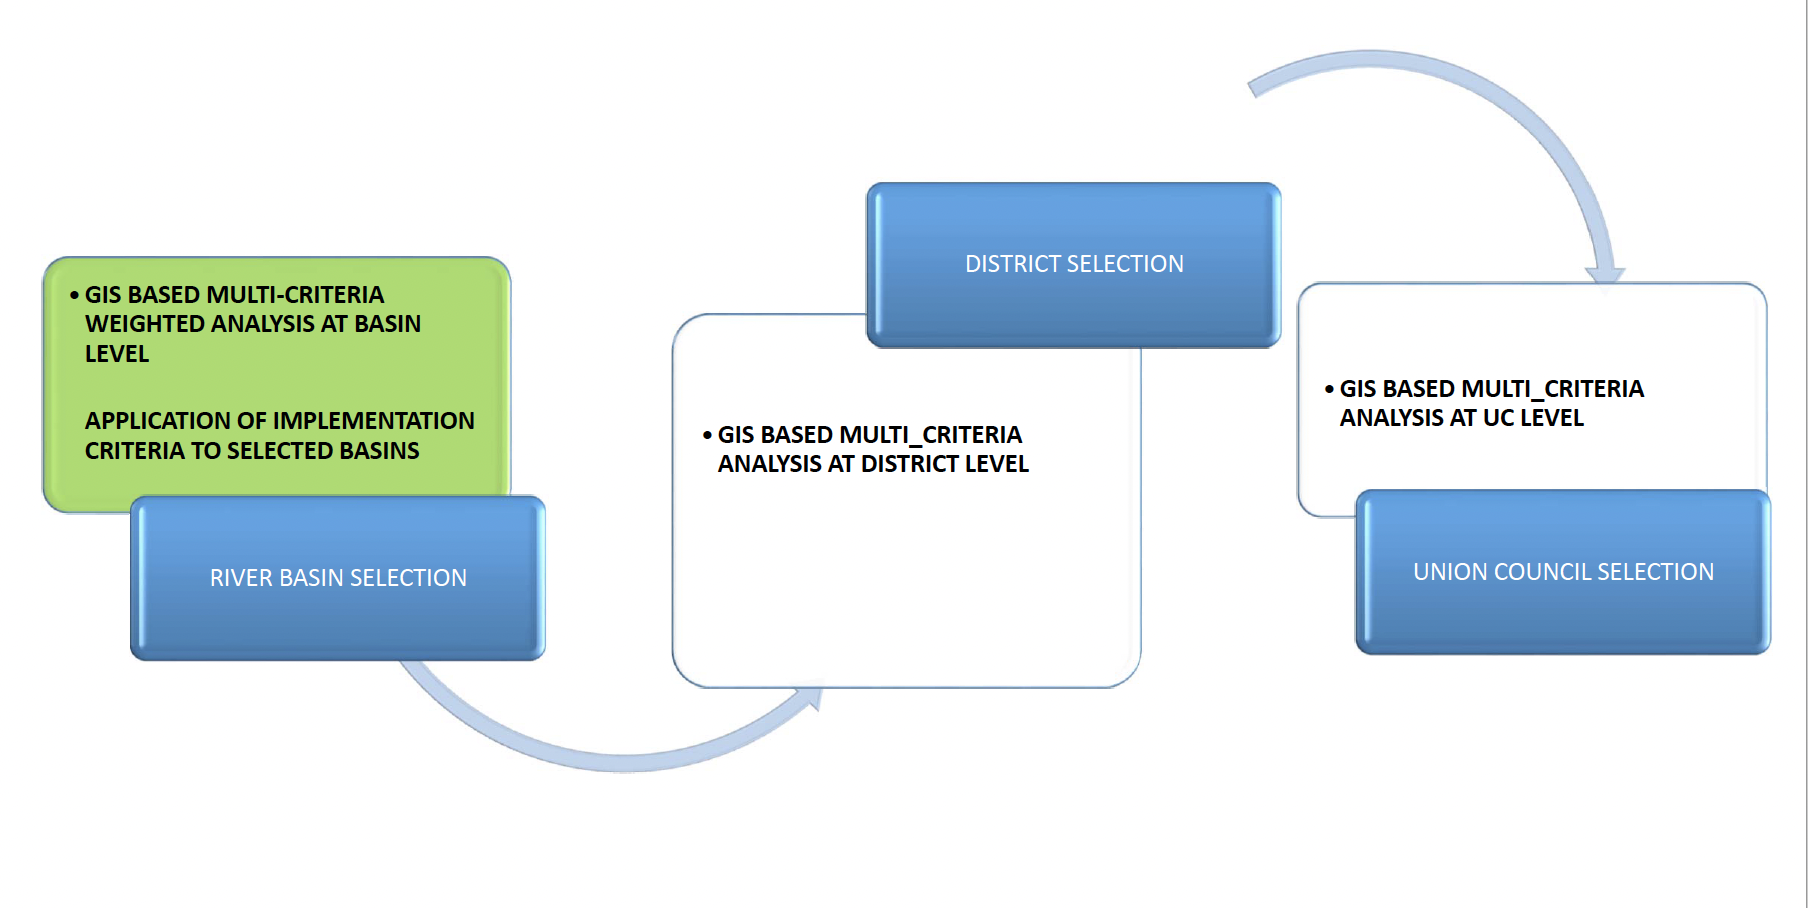 • GIS BASED MULTI-CRITERIA
WEIGHTED ANALYSIS AT BASIN
LEVEL
APPLICATION OF IMPLEMENTATION
CRITERIA TO SELECTED BASINS
RIVER BASIN SELECTION
DISTRICT SELECTION
• GIS BASED MULTI_CRITERIA
ANALYSIS AT DISTRICT LEVEL
• GIS BASED MULTI_CRITERIA
ANALYSIS AT UC LEVEL
UNION COUNCIL SELECTION